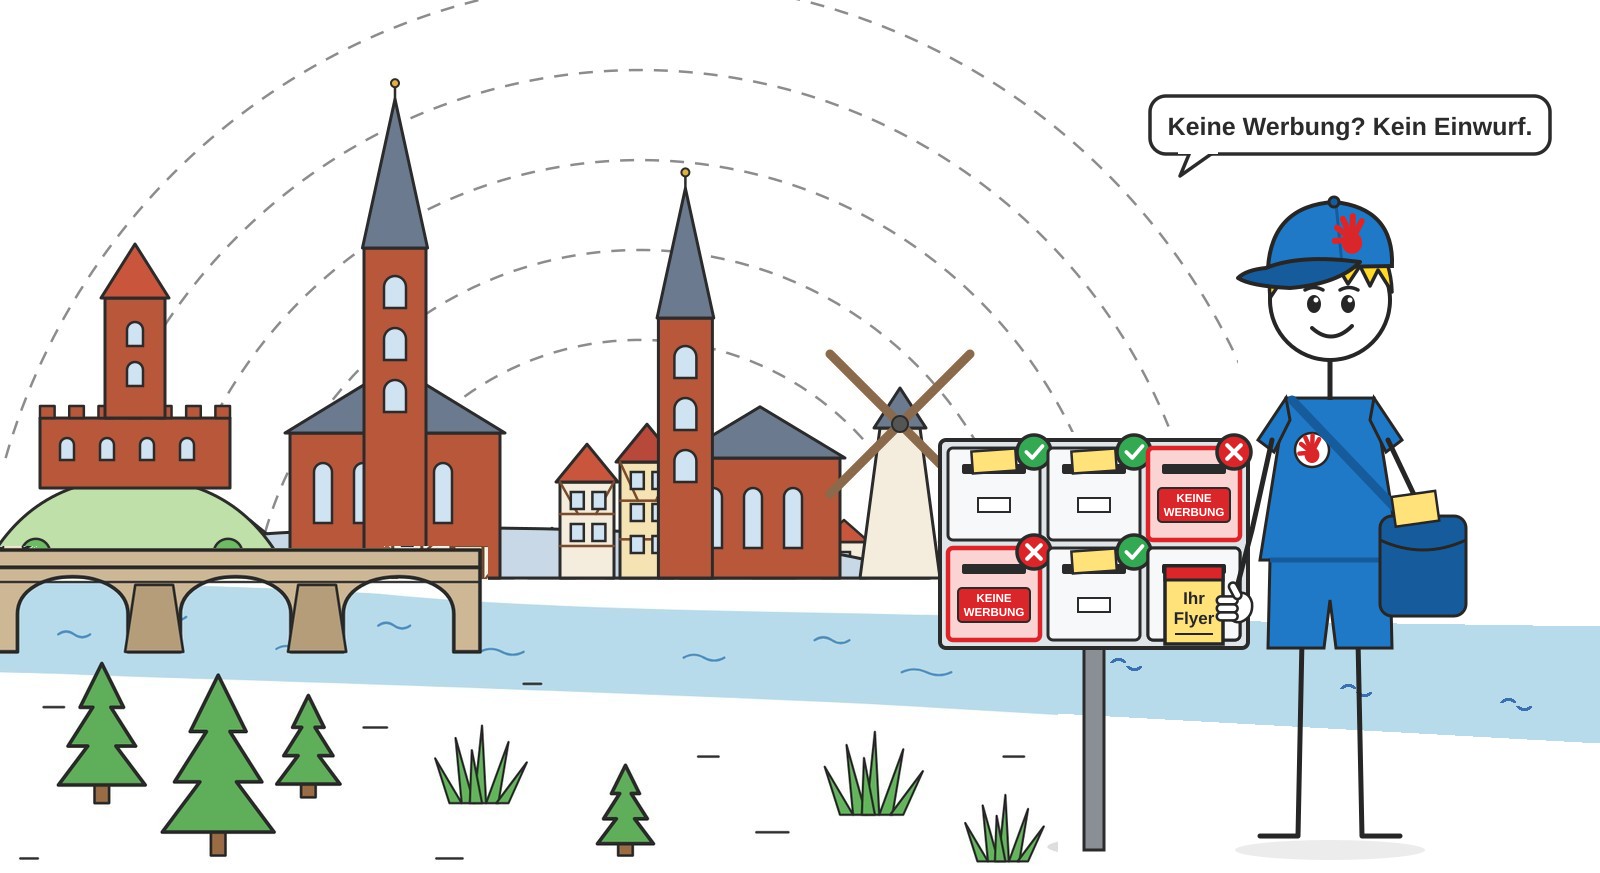 Keine Werbung? Kein Einwurf.
KEINE
WERBUNG
KEINE
WERBUNG
Ihr
Flyer